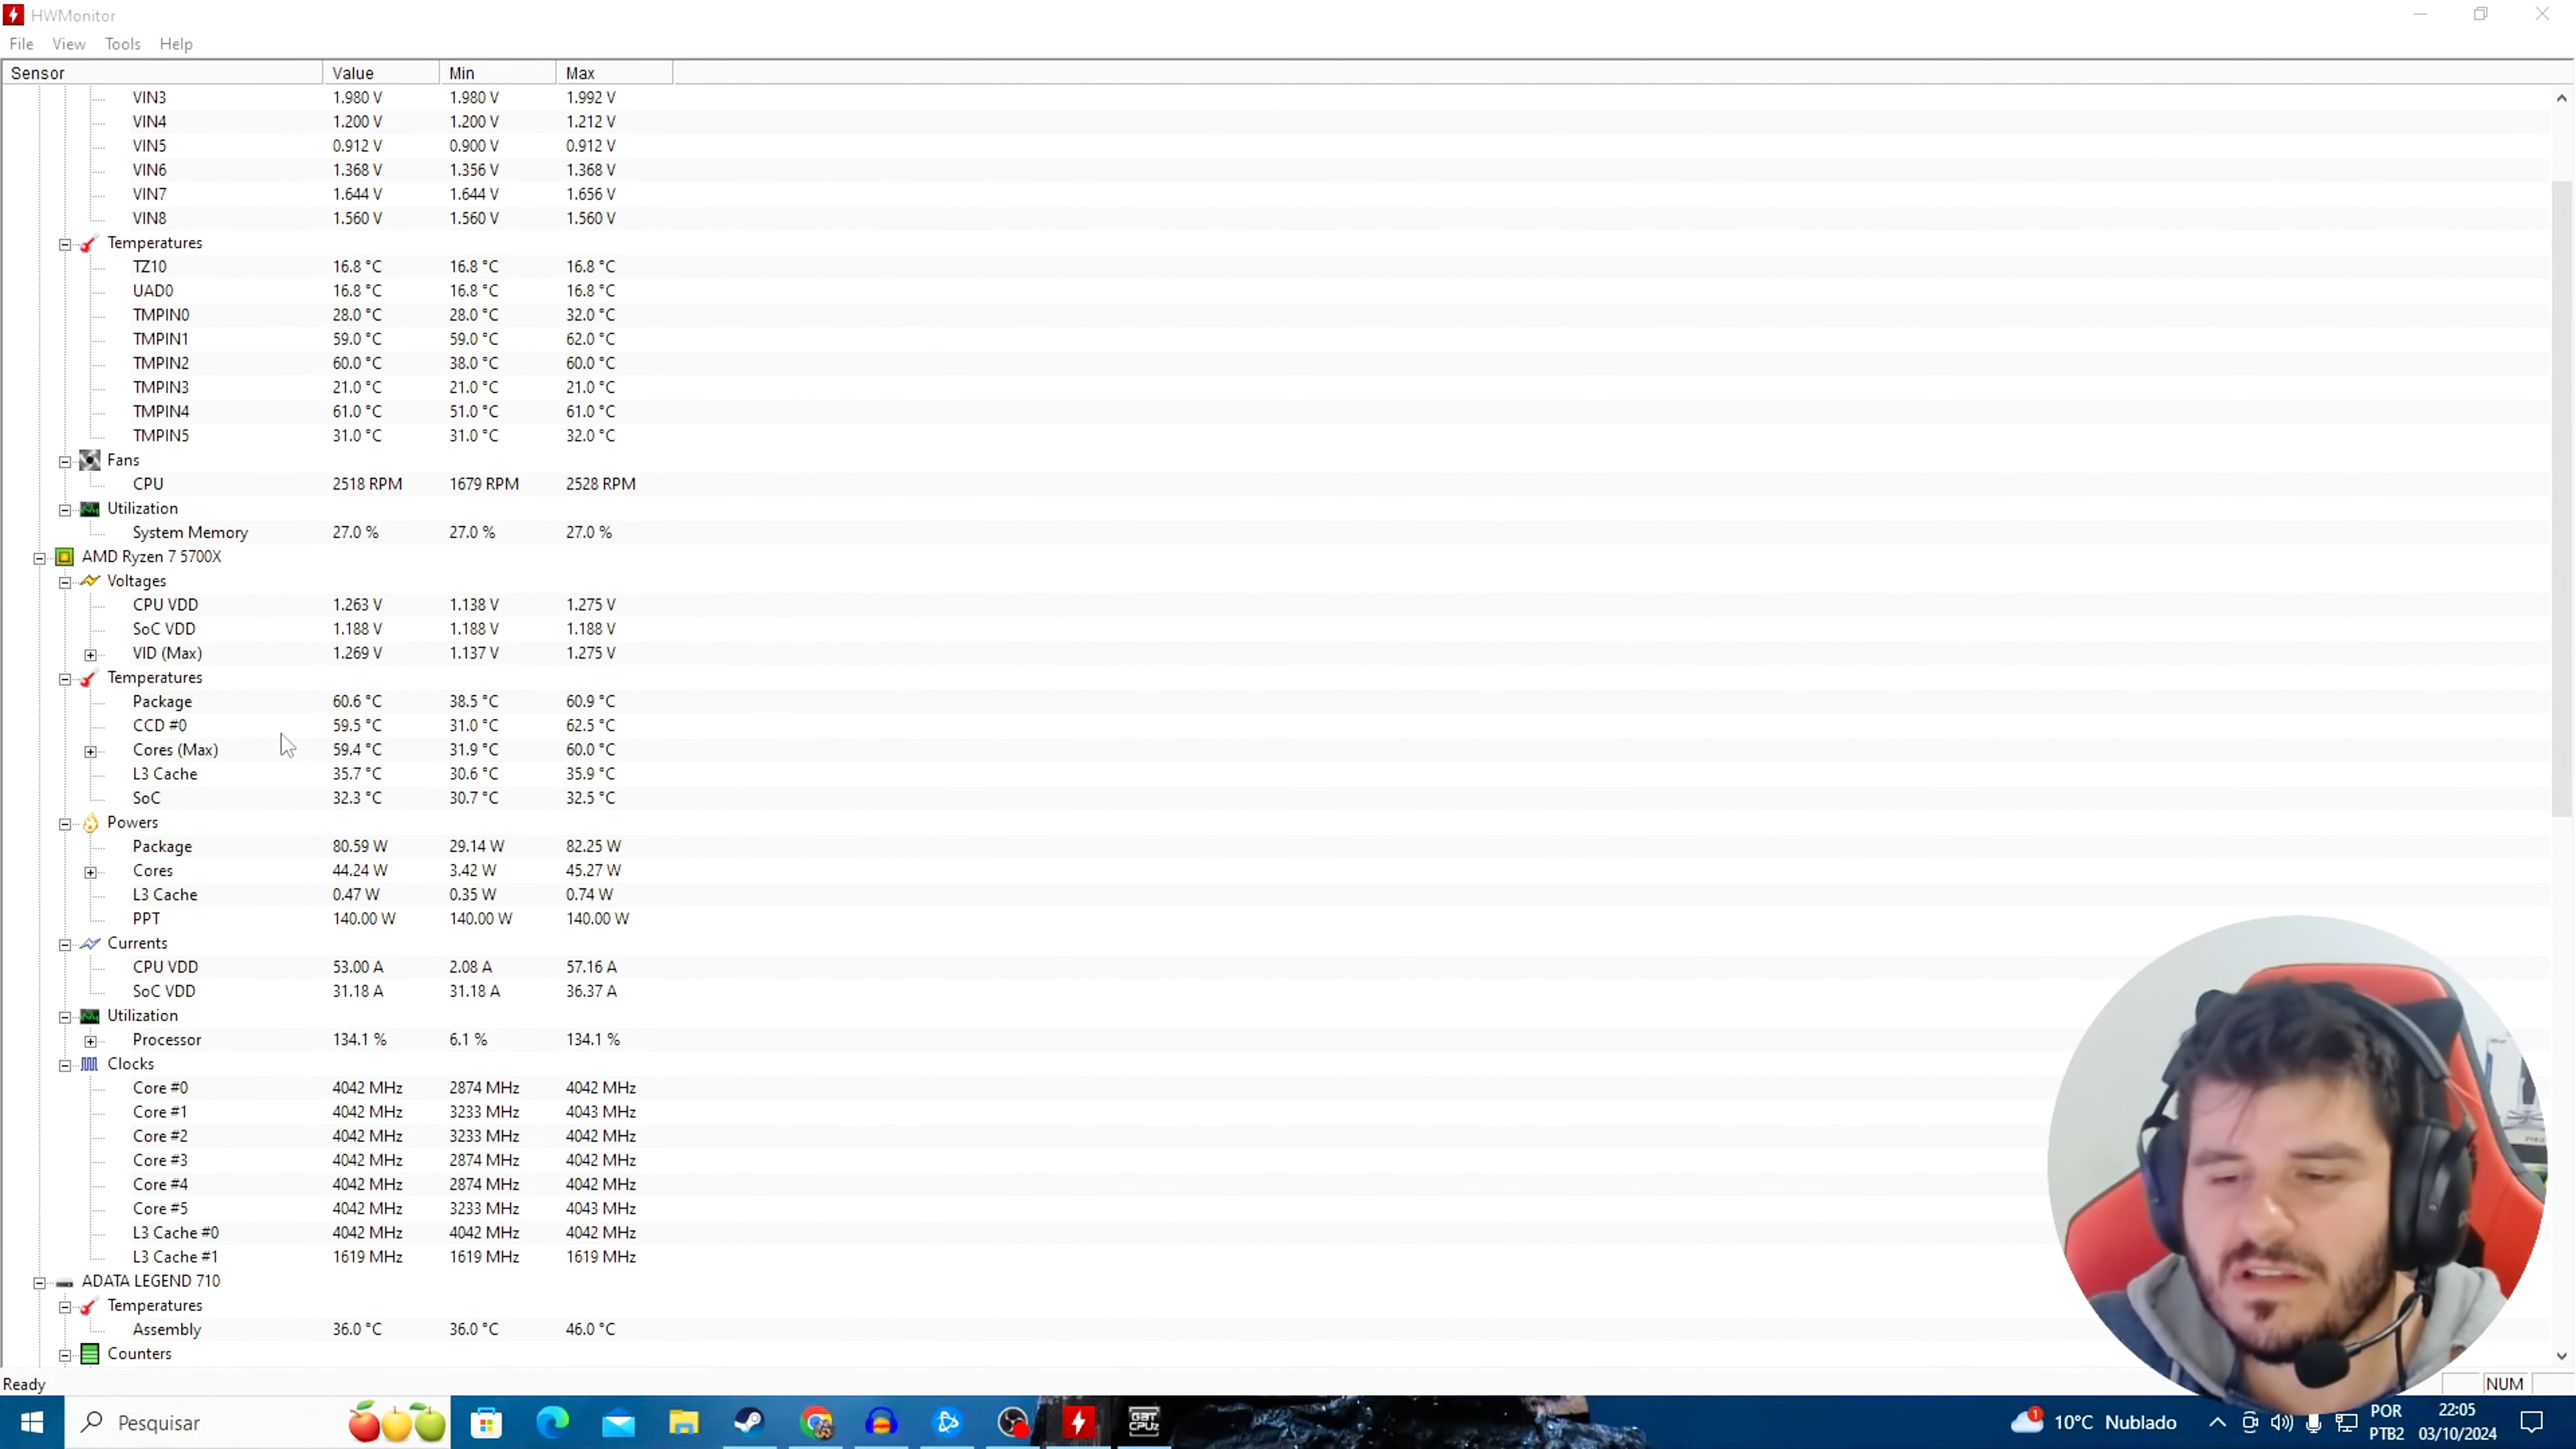 HWMonitor
File View Tools Help
Sensor Value Min Max
VIN3 1.980 V 1.980 V 1.992 V
VIN4 1.200 V 1.200 V 1.212 V
VIN5 0.912 V 0.900 V 0.912 V
VIN6 1.368 V 1.356 V 1.368 V
VIN7 1.644 V 1.644 V 1.656 V
VIN8 1.560 V 1.560 V 1.560 V
Temperatures
TZ10 16.8 °C 16.8 °C 16.8 °C
UAD0 16.8 °C 16.8 °C 16.8 °C
TMPIN0 28.0 °C 28.0 °C 32.0 °C
TMPIN1 59.0 °C 59.0 °C 62.0 °C
TMPIN2 60.0 °C 38.0 °C 60.0 °C
TMPIN3 21.0 °C 21.0 °C 21.0 °C
TMPIN4 61.0 °C 51.0 °C 61.0 °C
TMPIN5 31.0 °C 31.0 °C 32.0 °C
Fans
CPU 2518 RPM 1679 RPM 2528 RPM
Utilization
System Memory 27.0 % 27.0 % 27.0 %
AMD Ryzen 7 5700X
Voltages
CPU VDD 1.263 V 1.138 V 1.275 V
SoC VDD 1.188 V 1.188 V 1.188 V
VID (Max) 1.269 V 1.137 V 1.275 V
Temperatures
Package 60.6 °C 38.5 °C 60.9 °C
CCD #0 59.5 °C 31.0 °C 62.5 °C
Cores (Max) 59.4 °C 31.9 °C 60.0 °C
L3 Cache 35.7 °C 30.6 °C 35.9 °C
SoC 32.3 °C 30.7 °C 32.5 °C
Powers
Package 80.59 W 29.14 W 82.25 W
Cores 44.24 W 3.42 W 45.27 W
L3 Cache 0.47 W 0.35 W 0.74 W
PPT 140.00 W 140.00 W 140.00 W
Currents
CPU VDD 53.00 A 2.08 A 57.16 A
SoC VDD 31.18 A 31.18 A 36.37 A
Utilization
Processor 134.1 % 6.1 % 134.1 %
Clocks
Core #0 4042 MHz 2874 MHz 4042 MHz
Core #1 4042 MHz 3233 MHz 4043 MHz
Core #2 4042 MHz 3233 MHz 4042 MHz
Core #3 4042 MHz 2874 MHz 4042 MHz
Core #4 4042 MHz 2874 MHz 4042 MHz
Core #5 4042 MHz 3233 MHz 4043 MHz
L3 Cache #0 4042 MHz 4042 MHz 4042 MHz
L3 Cache #1 1619 MHz 1619 MHz 1619 MHz
ADATA LEGEND 710
Temperatures
Assembly 36.0 °C 36.0 °C 46.0 °C
Counters
Ready NUM
Pesquisar GBT CPUz 1 10°C Nublado POR 22:05
PTB2 03/10/2024